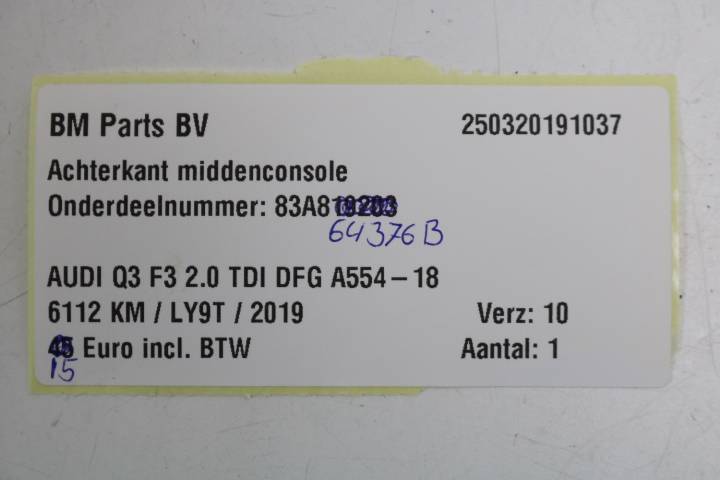 BM Parts BV 250320191037
Achterkant middenconsole
Onderdeelnummer: 83A8
64376B
AUDI Q3 F3 2.0 TDI DFG A554-18
6112 KM / LY9T / 2019 Verz: 10
Euro incl. BTW Aantal: 1
15